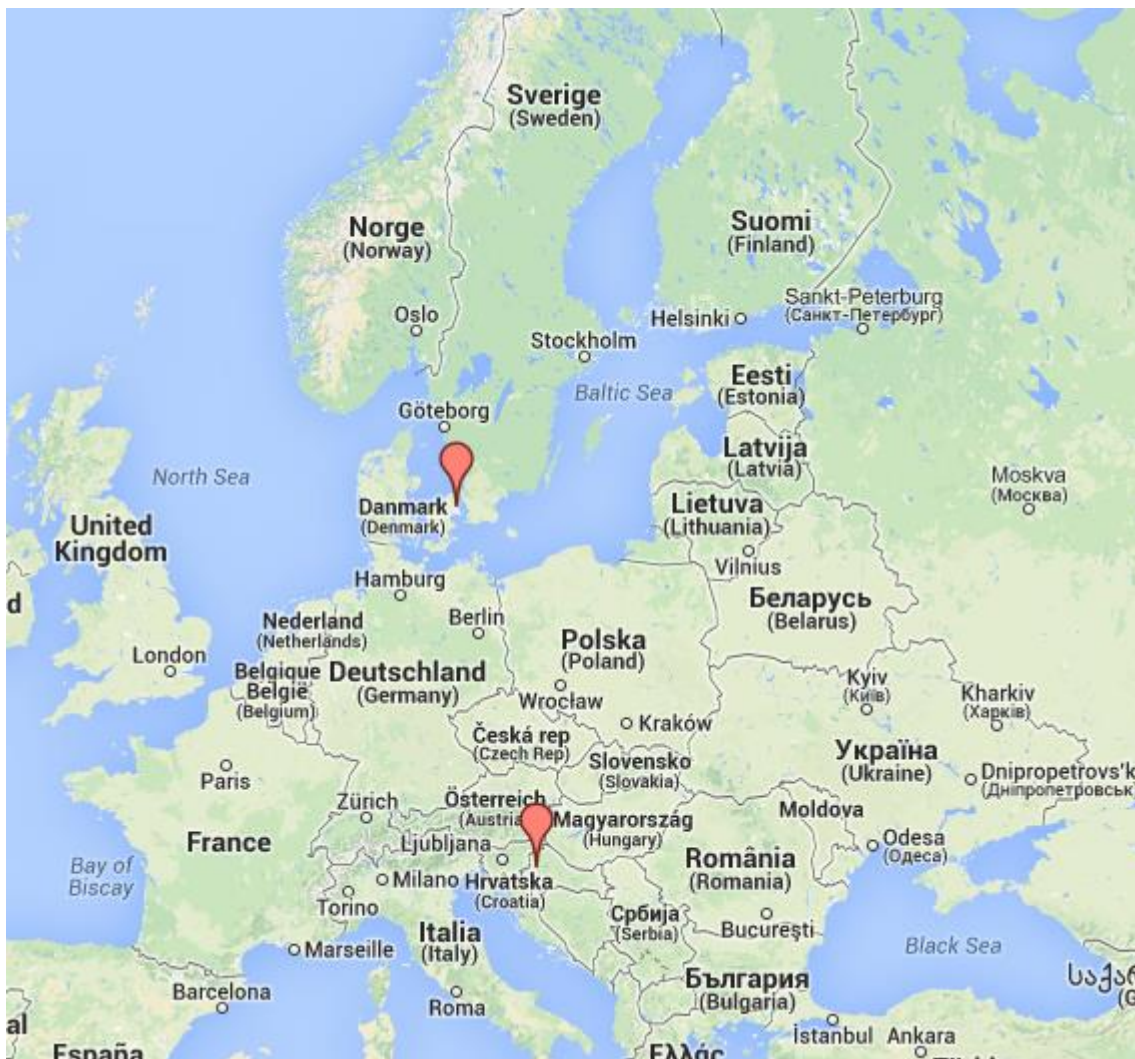 Sverige
(Sweden)
Norge
(Norway)
Suomi
(Finland)
Oslo
Helsinki
Sankt-Peterburg
(Санкт-Петербург)
Stockholm
Baltic Sea
Eesti
(Estonia)
Göteborg
Latvija
(Latvia)
North Sea
Moskva
(Москва)
Danmark
(Denmark)
Lietuva
(Lithuania)
United
Kingdom
Vilnius
Hamburg
Беларусь
(Belarus)
d
Nederland
(Netherlands)
Berlin
Polska
(Poland)
London
Belgique
België
(Belgium)
Deutschland
(Germany)
Wrocław
Kyiv
(Київ)
Kharkiv
(Харків)
Kraków
Česká rep
(Czech Rep)
Slovensko
(Slovakia)
Україна
(Ukraine)
Paris
Dnipropetrovs'k
(Дніпропетровськ
Zürich
Österreich
(Austria
Magyarország
(Hungary)
Moldova
France
Ljubljana
Odesa
(Одеса)
Bay of
Biscay
Milano
Hrvatska
(Croatia)
România
(Romania)
Torino
Србија
(Serbia)
București
Marseille
Italia
(Italy)
Black Sea
Barcelona
Roma
България
(Bulgaria)
საქარ
(G
al
İstanbul
Ankara
España
Ελλάς